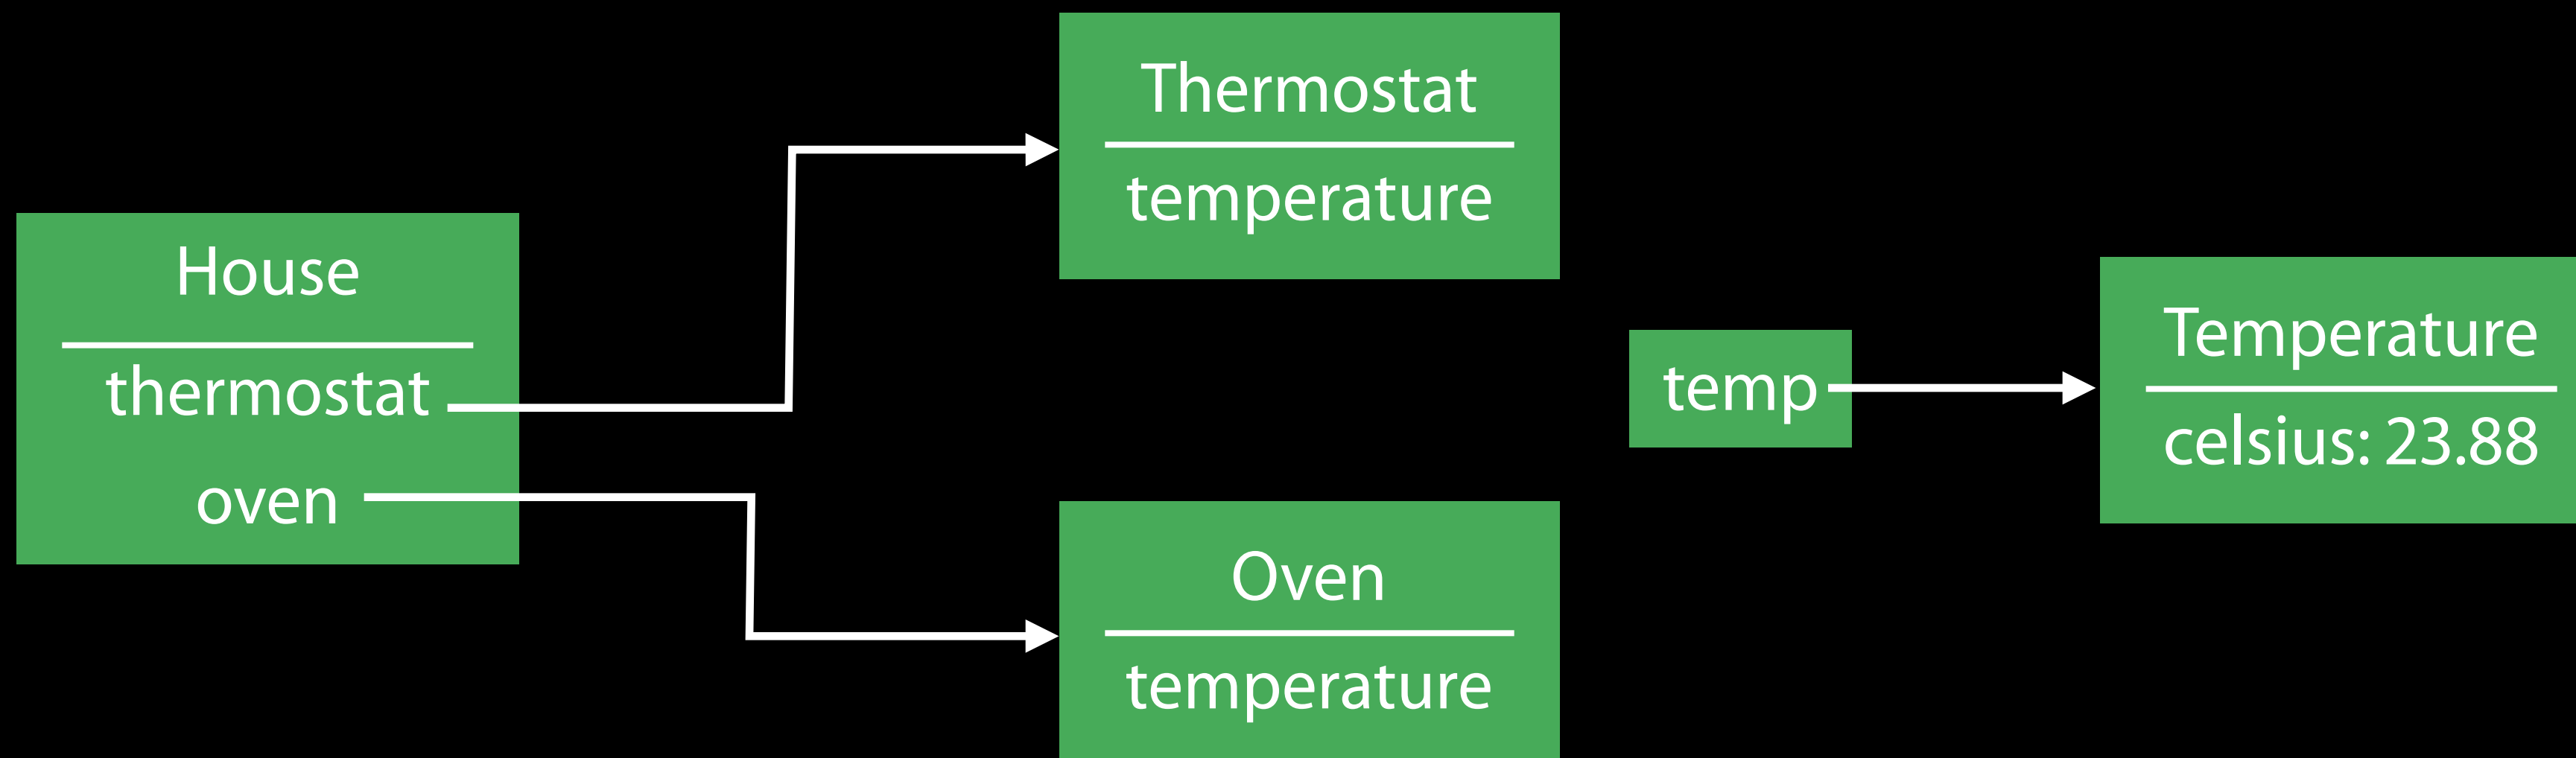 House
thermostat
oven
Thermostat
temperature
Oven
temperature
temp
Temperature
celsius: 23.88